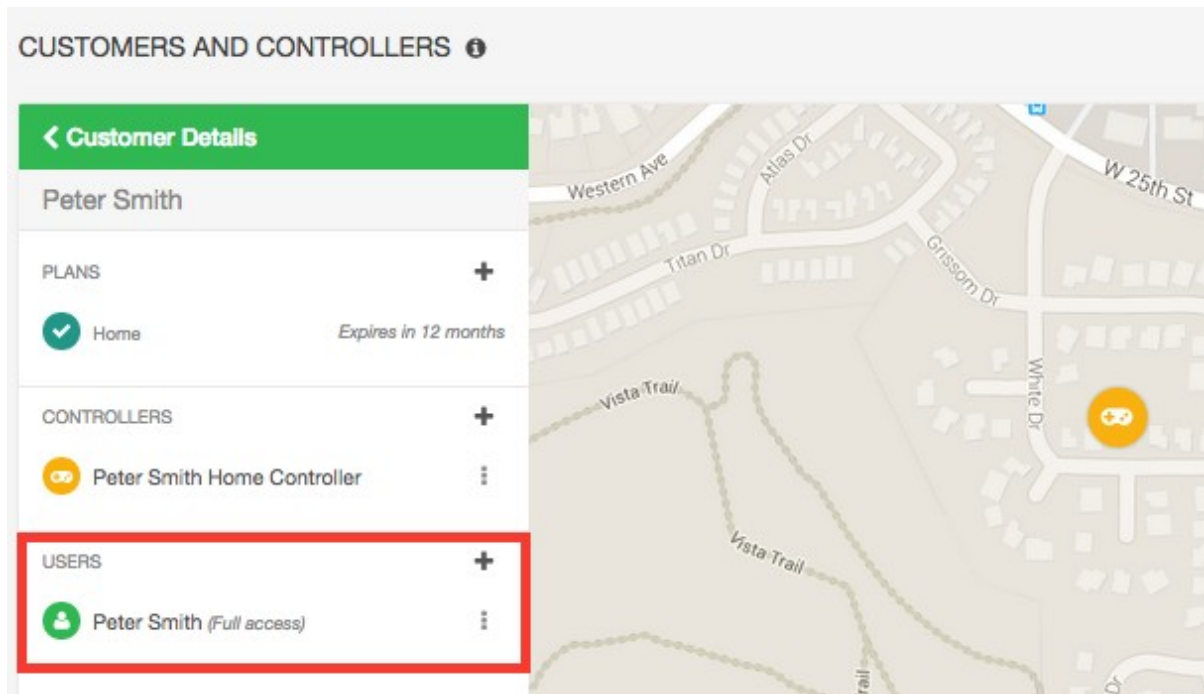 CUSTOMERS AND CONTROLLERS
Customer Details
Peter Smith
PLANS
Home Expires in 12 months
CONTROLLERS
Peter Smith Home Controller
USERS
Peter Smith (Full access)
Western Ave
Atlas Dr
W 25th St
Titan Dr
Grissom Dr
Vista Trail
White Dr
Vista Trail
rail
Dr